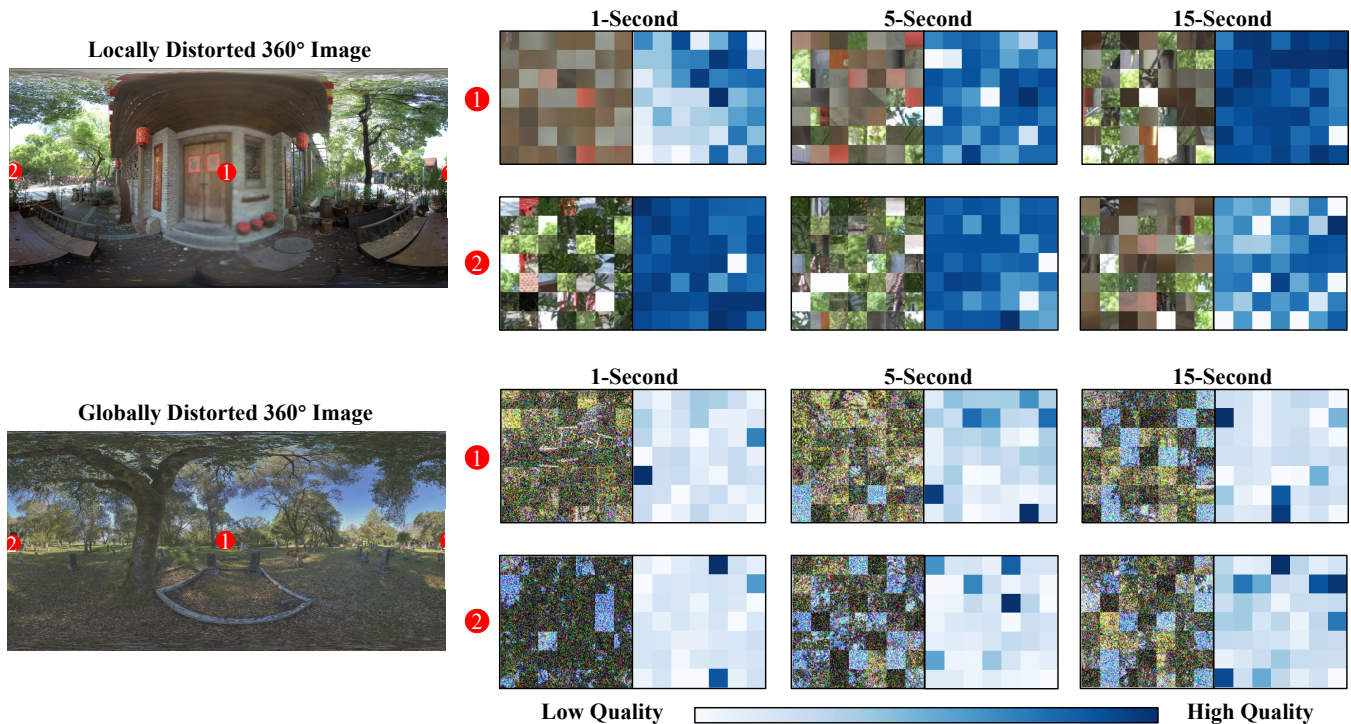 1-Second 5-Second 15-Second
Locally Distorted 360° Image
1
2 1
2
1-Second 5-Second 15-Second
Globally Distorted 360° Image
1
2 1
2
Low Quality High Quality